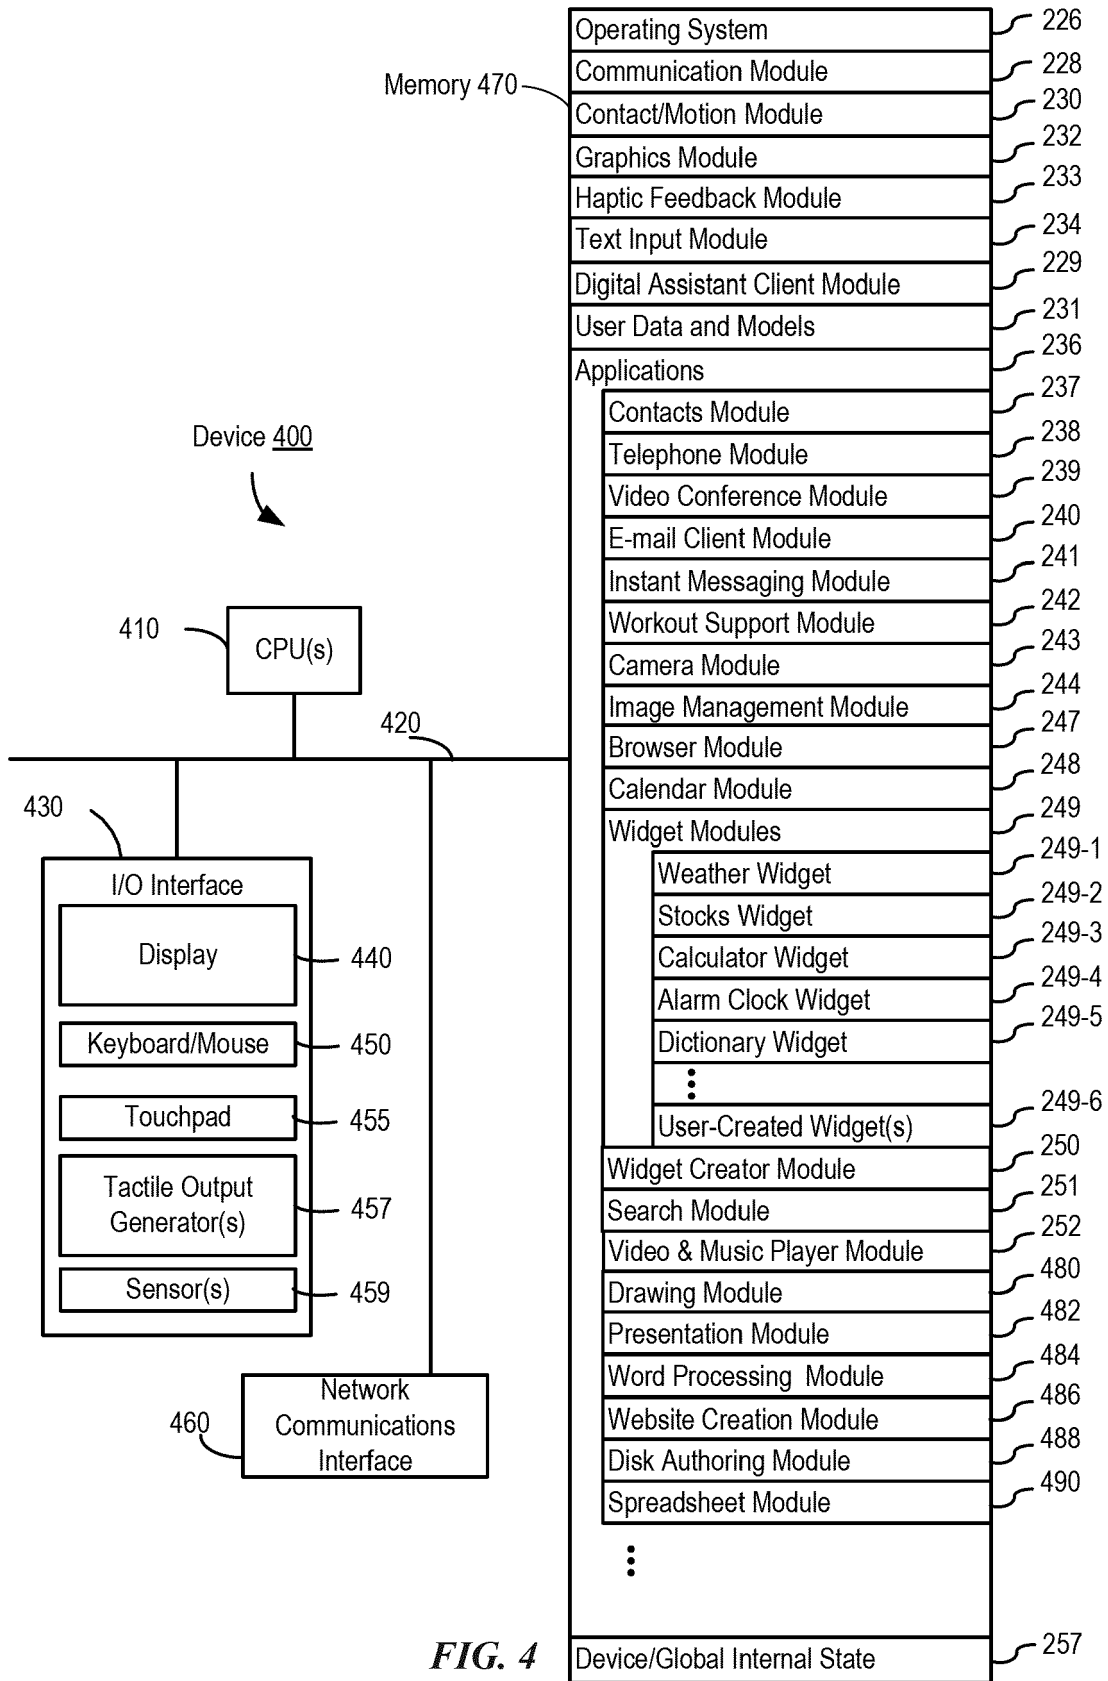 Operating System 226
Communication Module 228
Memory 470
Contact/Motion Module 230
Graphics Module 232
Haptic Feedback Module 233
Text Input Module 234
Digital Assistant Client Module 229
User Data and Models 231
Applications 236
Contacts Module 237
Telephone Module 238
Video Conference Module 239
E-mail Client Module 240
Instant Messaging Module 241
Workout Support Module 242
Camera Module 243
Image Management Module 244
Browser Module 247
Calendar Module 248
Widget Modules 249
Weather Widget 249-1
Stocks Widget 249-2
Calculator Widget 249-3
Alarm Clock Widget 249-4
Dictionary Widget 249-5
User-Created Widget(s) 249-6
Widget Creator Module 250
Search Module 251
Video & Music Player Module 252
Drawing Module 480
Presentation Module 482
Word Processing Module 484
Website Creation Module 486
Disk Authoring Module 488
Spreadsheet Module 490
Device/Global Internal State 257
Device 400
410
CPU(s)
420
430
I/O Interface
Display 440
Keyboard/Mouse 450
Touchpad 455
Tactile Output
Generator(s) 457
Sensor(s) 459
460
Network
Communications
Interface
FIG. 4